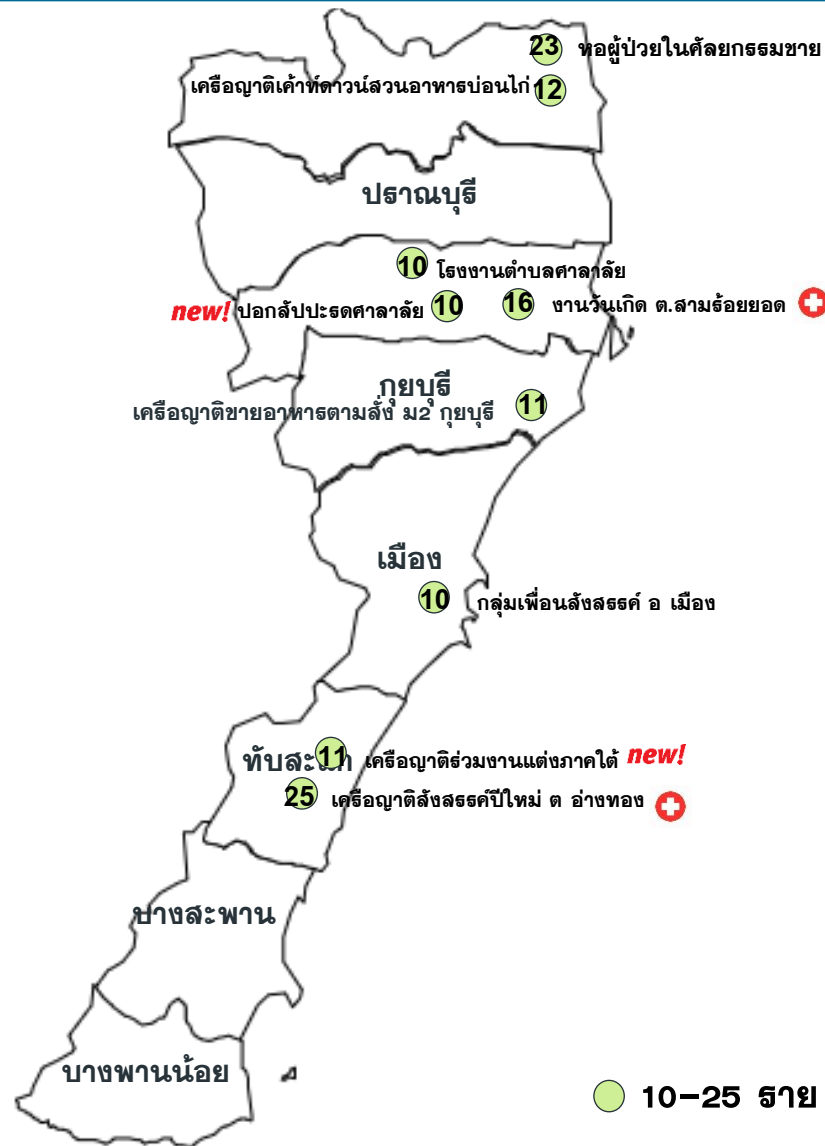 23 หอผู้ป่วยในศัลยกรรมชาย
เครือญาติเค้าท์ดาวน์สวนอาหารบ่อนไก่ 12
ปราณบุรี
10 โรงงานตำบลศาลาลัย
new! ปอกสัปปะรดศาลาลัย 10 16 งานวันเกิด ต.สามร้อยยอด
กุยบุรี
เครือญาติขายอาหารตามสั่ง ม2 กุยบุรี 11
เมือง
10 กลุ่มเพื่อนสังสรรค์ อ เมือง
11 เครือญาติร่วมงานแต่งภาคใต้ new!
25 เครือญาติสังสรรค์ปีใหม่ ต อ่างทอง
บางสะพาน
บางพานน้อย
10-25 ราย